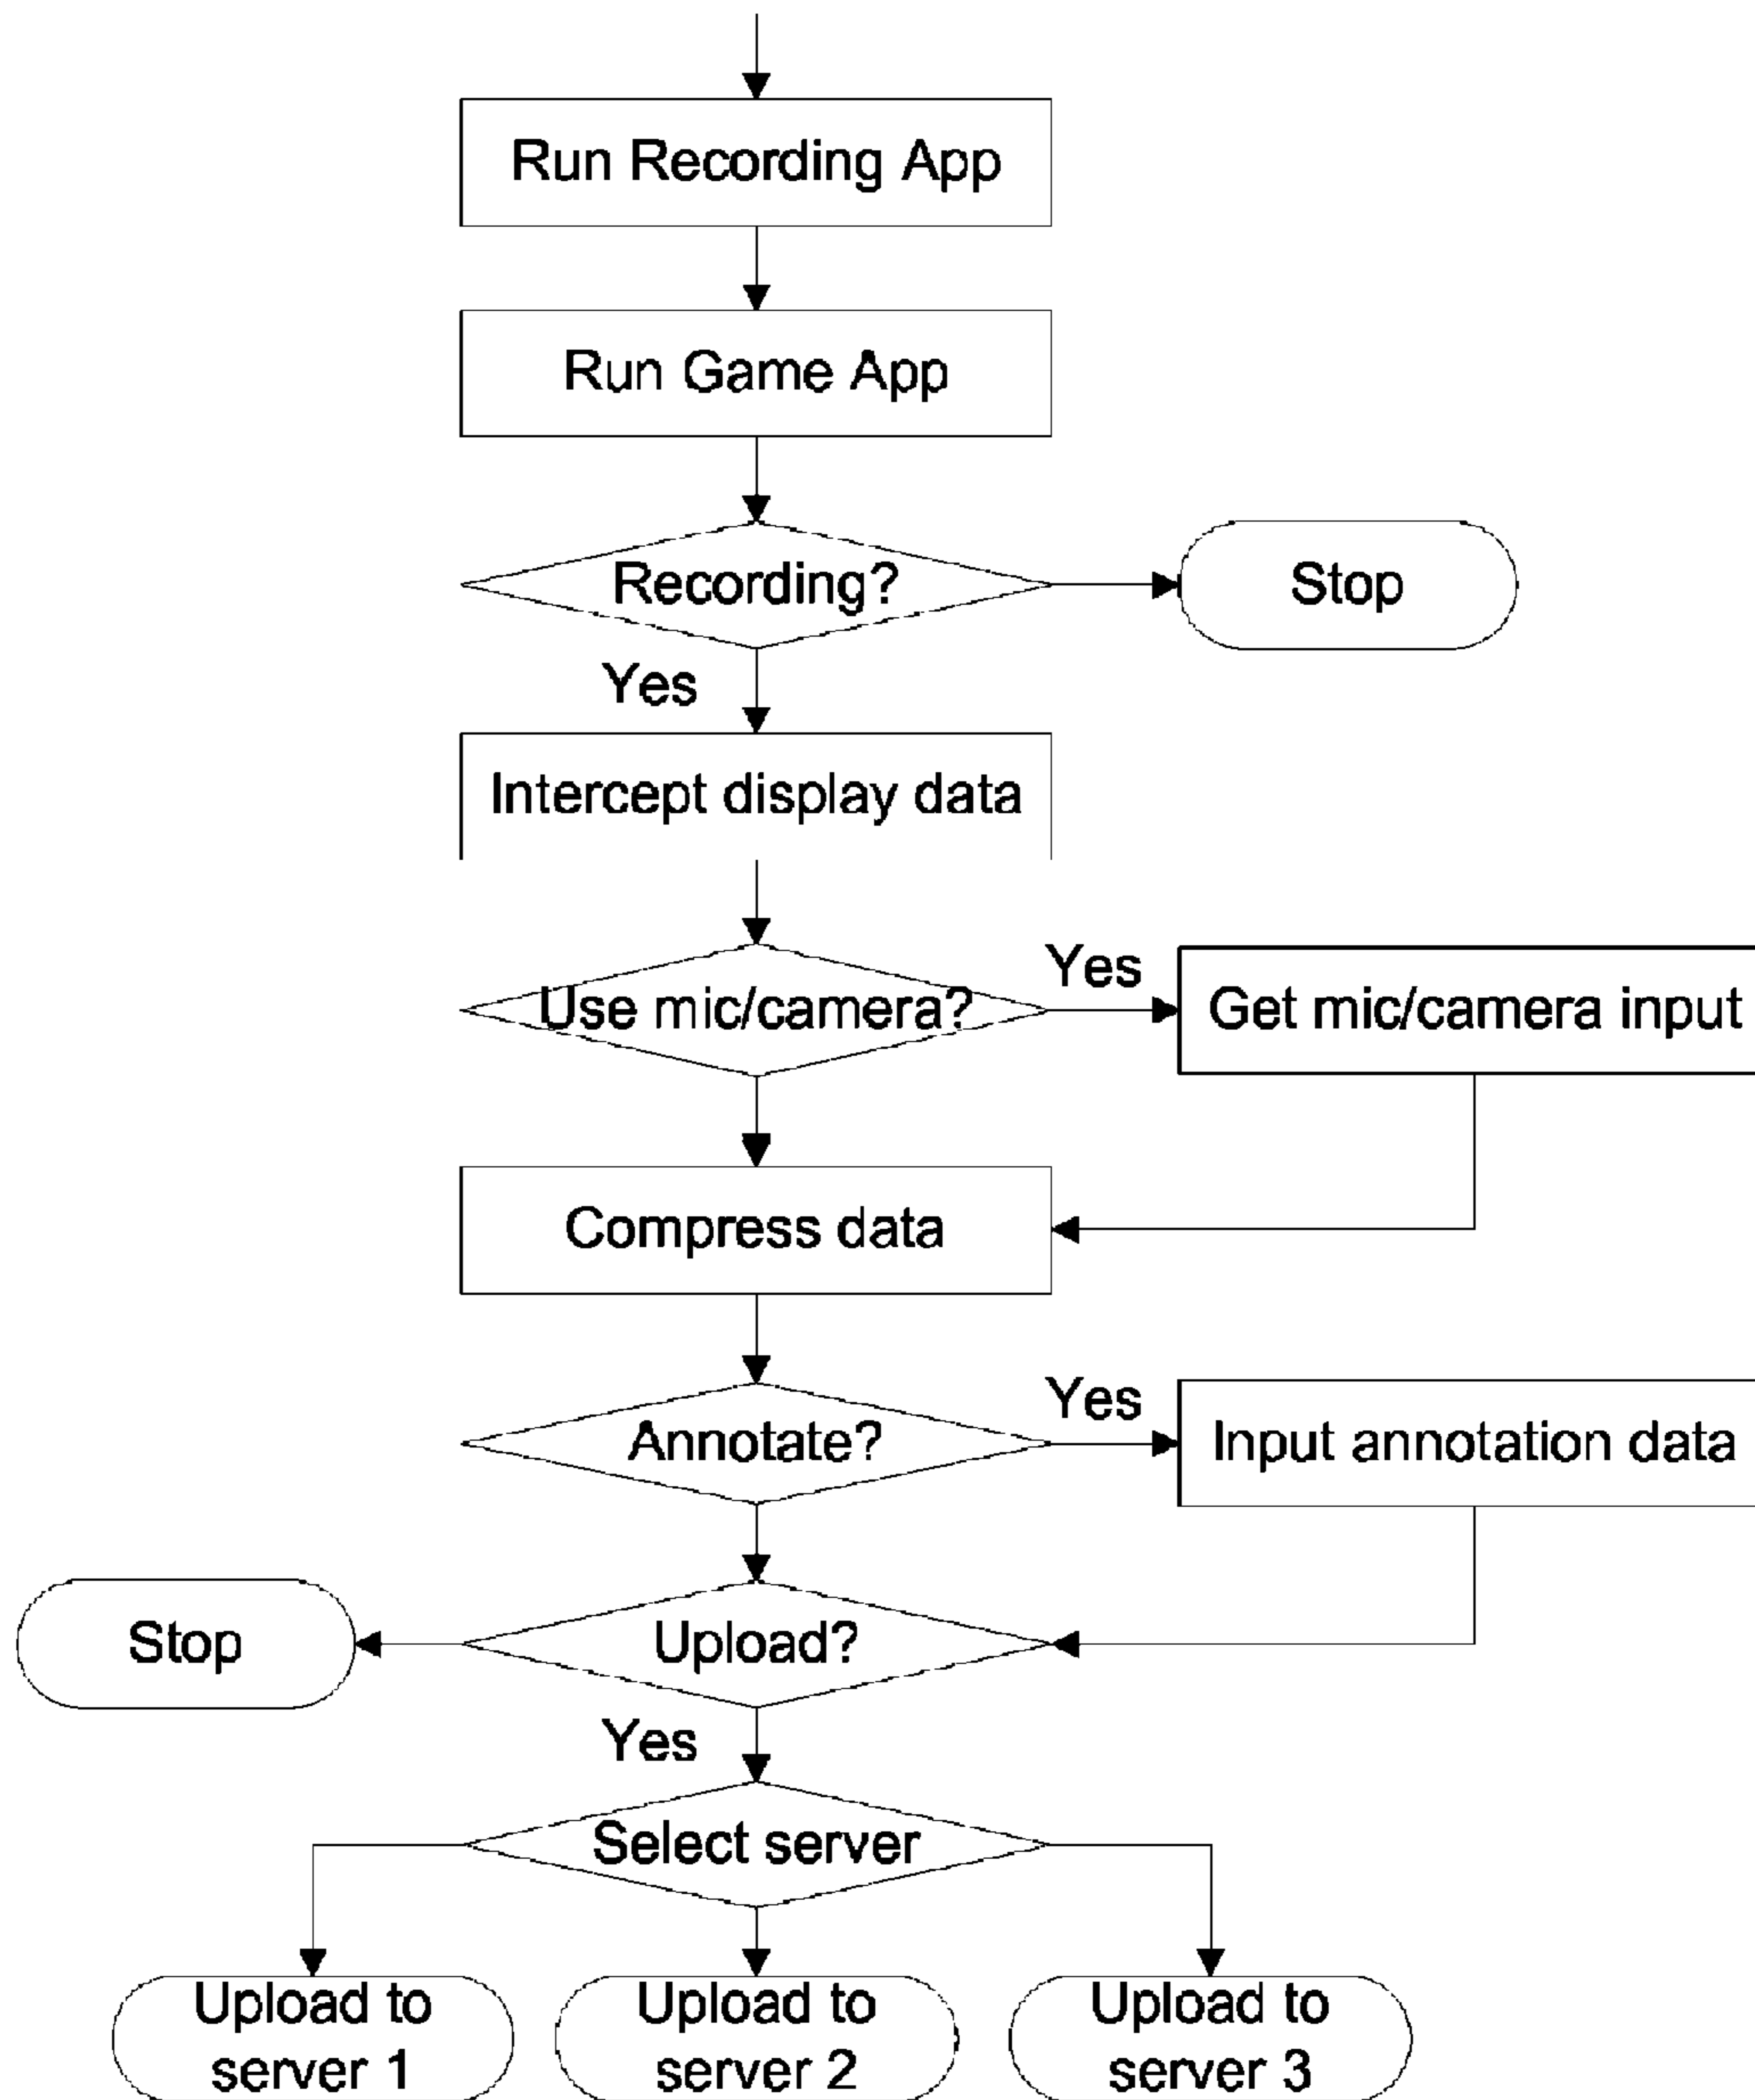 Run Recording App
Run Game App
Recording?
Stop
Yes
Intercept display data
Use mic/camera?
Yes
Get mic/camera input
Compress data
Annotate?
Yes
Input annotation data
Stop
Upload?
Yes
Select server
Upload to
server 1
Upload to
server 2
Upload to
server 3